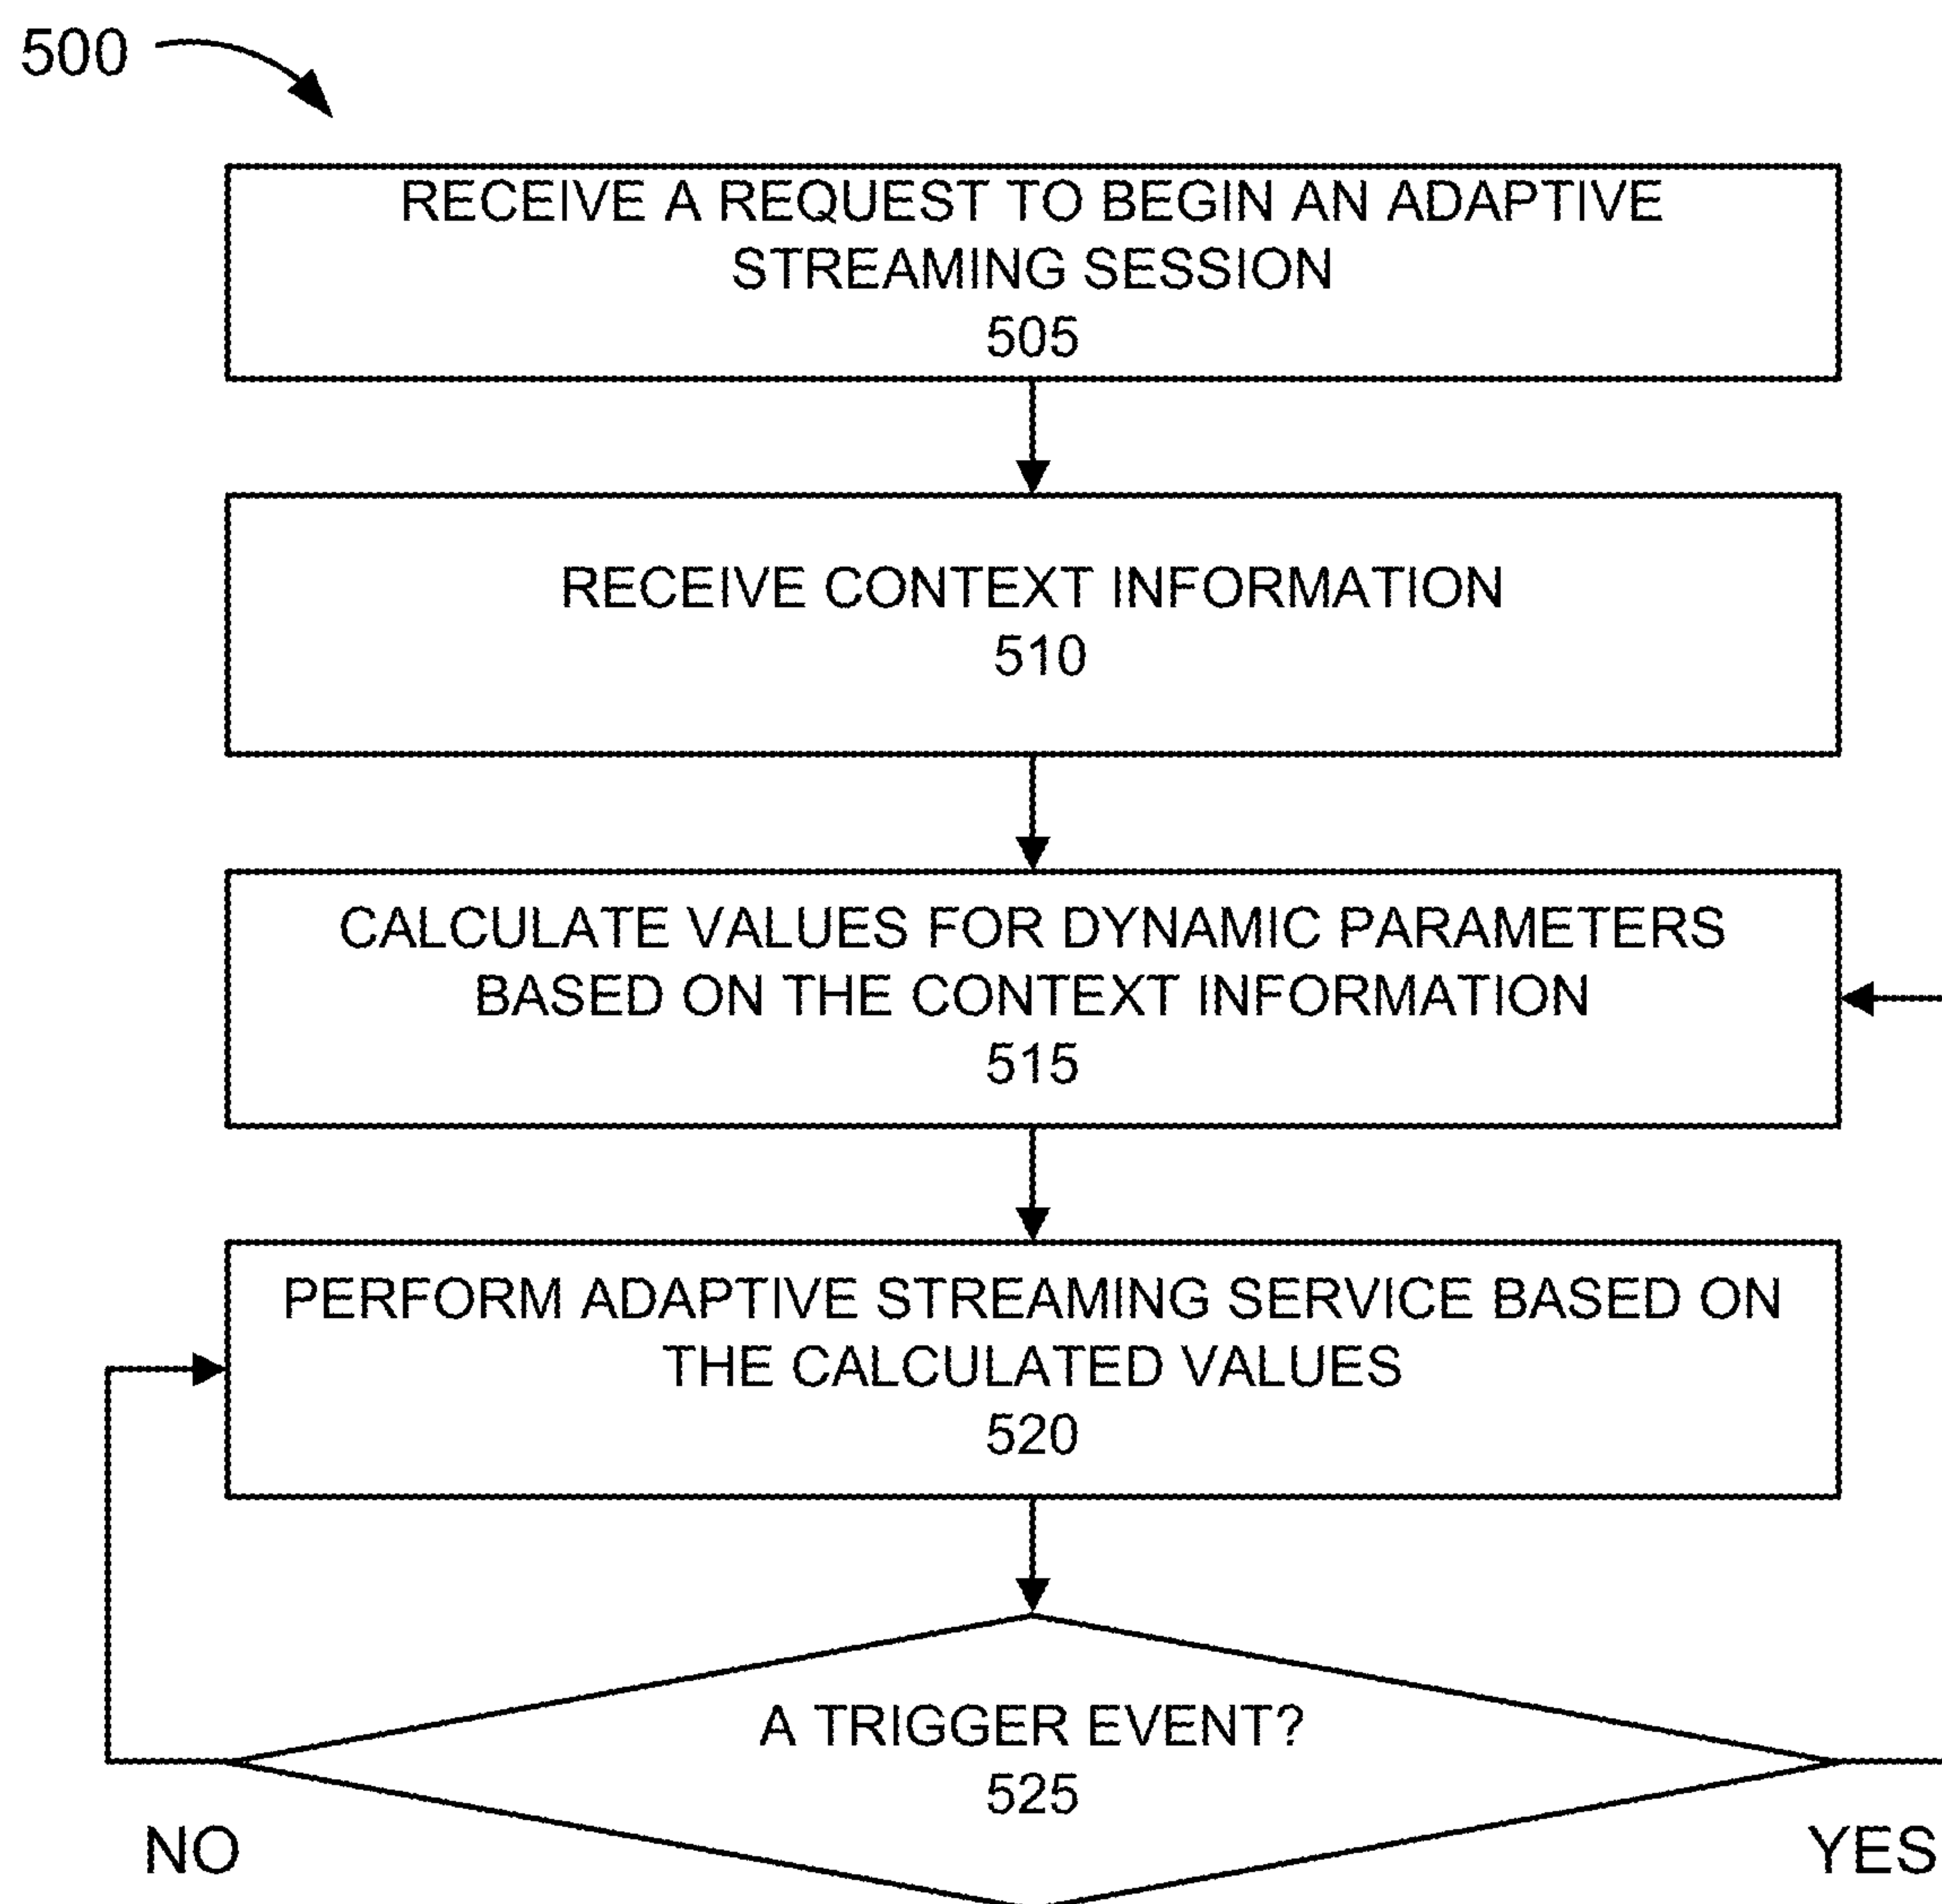 500
RECEIVE A REQUEST TO BEGIN AN ADAPTIVE
STREAMING SESSION
505
RECEIVE CONTEXT INFORMATION
510
CALCULATE VALUES FOR DYNAMIC PARAMETERS
BASED ON THE CONTEXT INFORMATION
515
PERFORM ADAPTIVE STREAMING SERVICE BASED ON
THE CALCULATED VALUES
520
A TRIGGER EVENT?
525
NO
YES